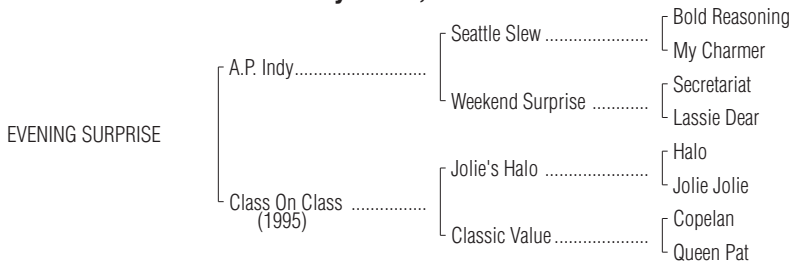 Bold Reasoning
Seattle Slew ......................
My Charmer
A.P. Indy...........................
Secretariat
Weekend Surprise ............
Lassie Dear
EVENING SURPRISE
Halo
Jolie's Halo ......................
Jolie Jolie
Class On Class ................
(1995)
Copelan
Classic Value....................
Queen Pat